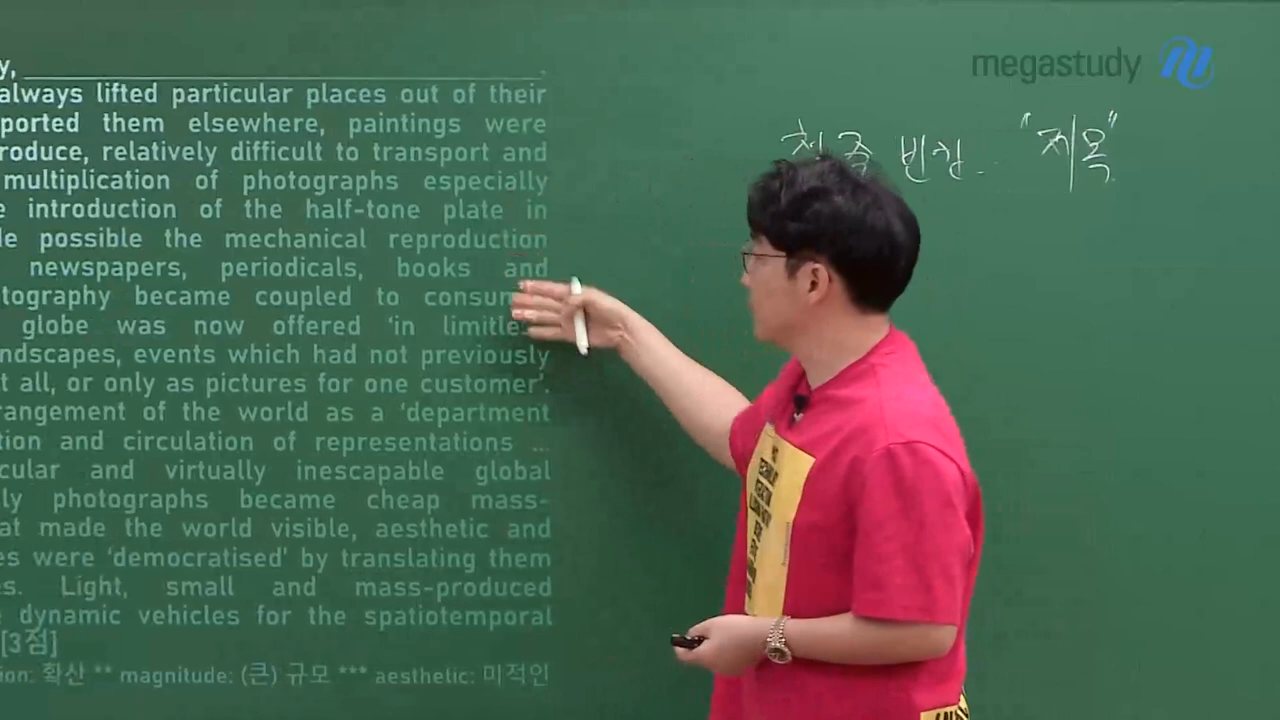 megastudy
빈칸. "제목"
y, ____________________.
always lifted particular places out of their
ported them elsewhere, paintings were
roduce, relatively difficult to transport and
multiplication of photographs especially
e introduction of the half-tone plate in
de possible the mechanical reproduction
newspapers, periodicals, books and
tography became coupled to consum
globe was now offered ‘in limitles
ndscapes, events which had not previously
t all, or only as pictures for one customer’.
rangement of the world as a ‘department
tion and circulation of representations ...
cular and virtually inescapable global
ly photographs became cheap mass-
at made the world visible, aesthetic and
es were ‘democratised’ by translating them
s. Light, small and mass-produced
e dynamic vehicles for the spatiotemporal
[3점]
ion: 확산 ** magnitude: (큰) 규모 *** aesthetic: 미적인